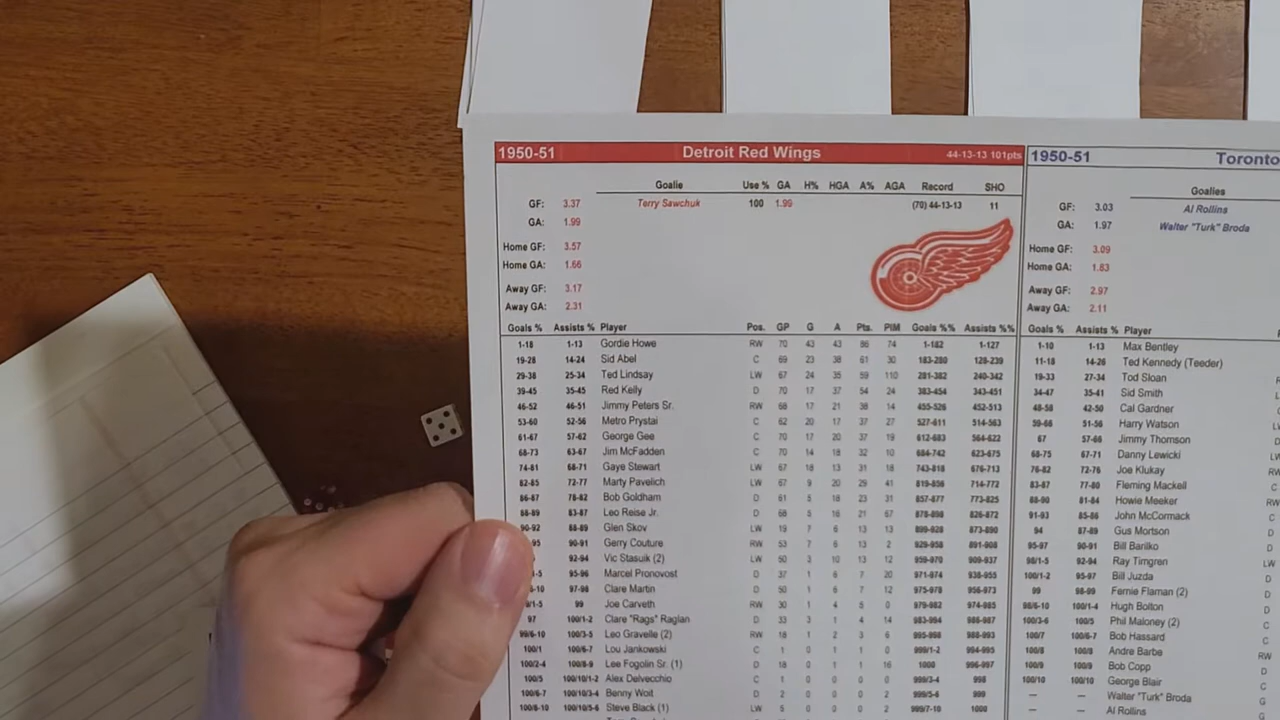 1950-51 Detroit Red Wings 44-13-13 101pts
Goalie Use % GA H% HGA A% AGA Record SHO
GF: 3.37 Terry Sawchuk 100 1.99 (70) 44-13-13 11
GA: 1.99
Home GF: 3.57
Home GA: 1.66
Away GF: 3.17
Away GA: 2.31
Goals % Assists % Player Pos. GP G A Pts. PIM Goals %% Assists %%
1-18 1-13 Gordie Howe RW 70 43 43 86 74 1-182 1-127
19-28 14-24 Sid Abel C 69 23 38 61 30 183-280 128-239
29-38 25-34 Ted Lindsay LW 67 24 35 59 110 281-382 240-342
39-45 35-45 Red Kelly D 70 17 37 54 24 383-454 343-451
46-52 46-51 Jimmy Peters Sr. RW 68 17 21 38 14 455-526 452-513
53-60 52-56 Metro Prystai C 62 20 17 37 27 527-611 514-563
61-67 57-62 George Gee C 70 17 20 37 19 612-683 564-622
68-73 63-67 Jim McFadden C 70 14 18 32 10 684-742 623-675
74-81 68-71 Gaye Stewart LW 67 18 13 31 18 743-818 676-713
82-85 72-77 Marty Pavelich LW 67 9 20 29 41 819-856 714-772
86-87 78-82 Bob Goldham D 61 5 18 23 31 857-877 773-825
88-89 83-87 Leo Reise Jr. D 68 5 16 21 67 878-898 826-872
90-92 88-89 Glen Skov LW 19 7 6 13 13 899-928 873-890
95 90-91 Gerry Couture RW 53 7 6 13 2 929-958 891-908
92-94 Vic Stasuik (2) LW 50 3 10 13 12 959-970 909-937
-5 95-96 Marcel Pronovost D 37 1 6 7 20 971-974 938-955
-10 97-98 Clare Martin D 50 1 6 7 12 975-978 956-973
/1-5 99 Joe Carveth RW 30 1 4 5 0 979-982 974-985
97 100/1-2 Clare "Rags" Raglan D 33 3 1 4 14 983-994 986-987
99/6-10 100/3-5 Leo Gravelle (2) RW 18 1 2 3 6 995-998 988-993
100/1 100/6-7 Lou Jankowski C 1 0 1 1 0 999/1-2 994-995
100/2-4 100/8-9 Lee Fogolin Sr. (1) D 18 0 1 1 16 1000 996-997
100/5 100/10/1-2 Alex Delvecchio C 1 0 0 0 0 999/3-4 998
100/6-7 100/10/3-4 Benny Woit D 2 0 0 0 2 999/5-6 999
100/8-10 100/10/5-6 Steve Black (1) LW 5 0 0 0 2 999/7-10 1000
1950-51 Toronto
Goalies
GF: 3.03 Al Rollins
GA: 1.97 Walter "Turk" Broda
Home GF: 3.09
Home GA: 1.83
Away GF: 2.97
Away GA: 2.11
Goals % Assists % Player
1-10 1-13 Max Bentley
11-18 14-26 Ted Kennedy (Teeder)
19-33 27-34 Tod Sloan
34-47 35-41 Sid Smith
48-58 42-50 Cal Gardner
59-66 51-56 Harry Watson
67 57-66 Jimmy Thomson
68-75 67-71 Danny Lewicki
76-82 72-76 Joe Klukay
83-87 77-80 Fleming Mackell
88-90 81-84 Howie Meeker
91-93 85-86 John McCormack
94 87-89 Gus Mortson
95-97 90-91 Bill Barilko
98/1-5 92-94 Ray Timgren
100/1-2 95-97 Bill Juzda
99 98-99 Fernie Flaman (2)
98/6-10 100/1-4 Hugh Bolton
100/3-6 100/5 Phil Maloney (2)
100/7 100/6-7 Bob Hassard
100/8 100/8 Andre Barbe
100/9 100/9 Bob Copp
100/10 100/10 George Blair
— — Walter "Turk" Broda
— — Al Rollins